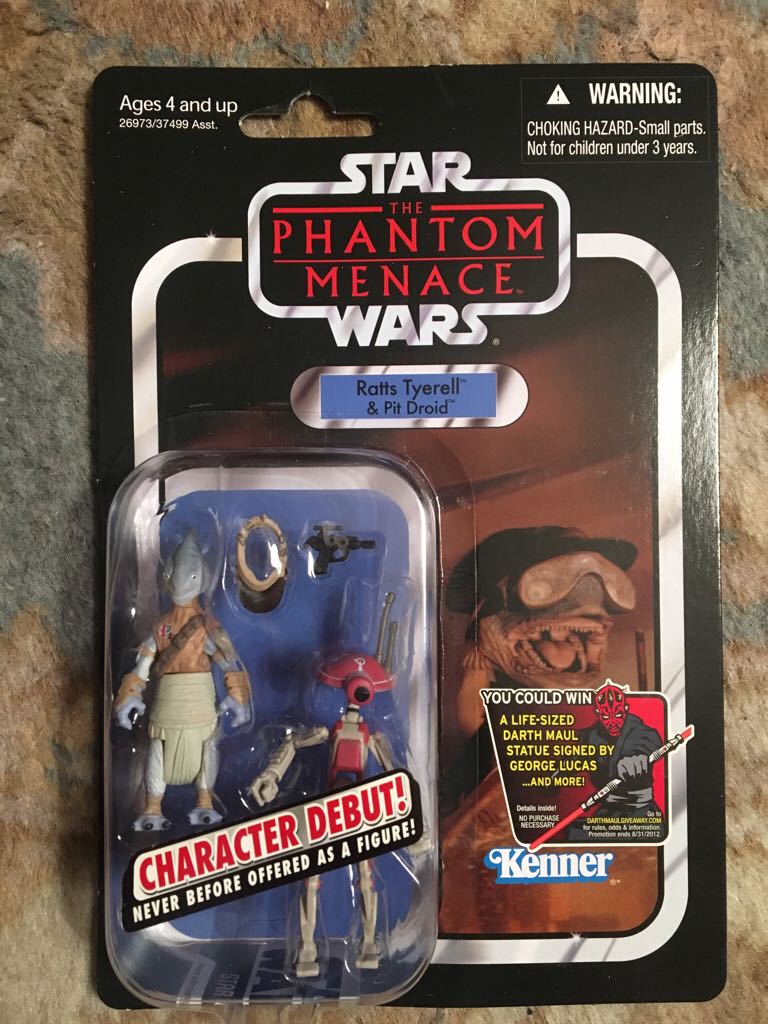 Ages 4 and up
26973/37499 Asst.
⚠ WARNING:
CHOKING HAZARD-Small parts.
Not for children under 3 years.
STAR
THE
PHANTOM
MENACE™
WARS®
Ratts Tyerell™
& Pit Droid™
YOU COULD WIN
A LIFE-SIZED
DARTH MAUL
STATUE SIGNED BY
GEORGE LUCAS
...AND MORE!
Details inside!
NO PURCHASE
NECESSARY.
Go to
DARTHMAULGIVEAWAY.COM
for rules, odds & information.
Promotion ends 8/31/2012.
Kenner®
CHARACTER DEBUT!
NEVER BEFORE OFFERED AS A FIGURE!
STAR